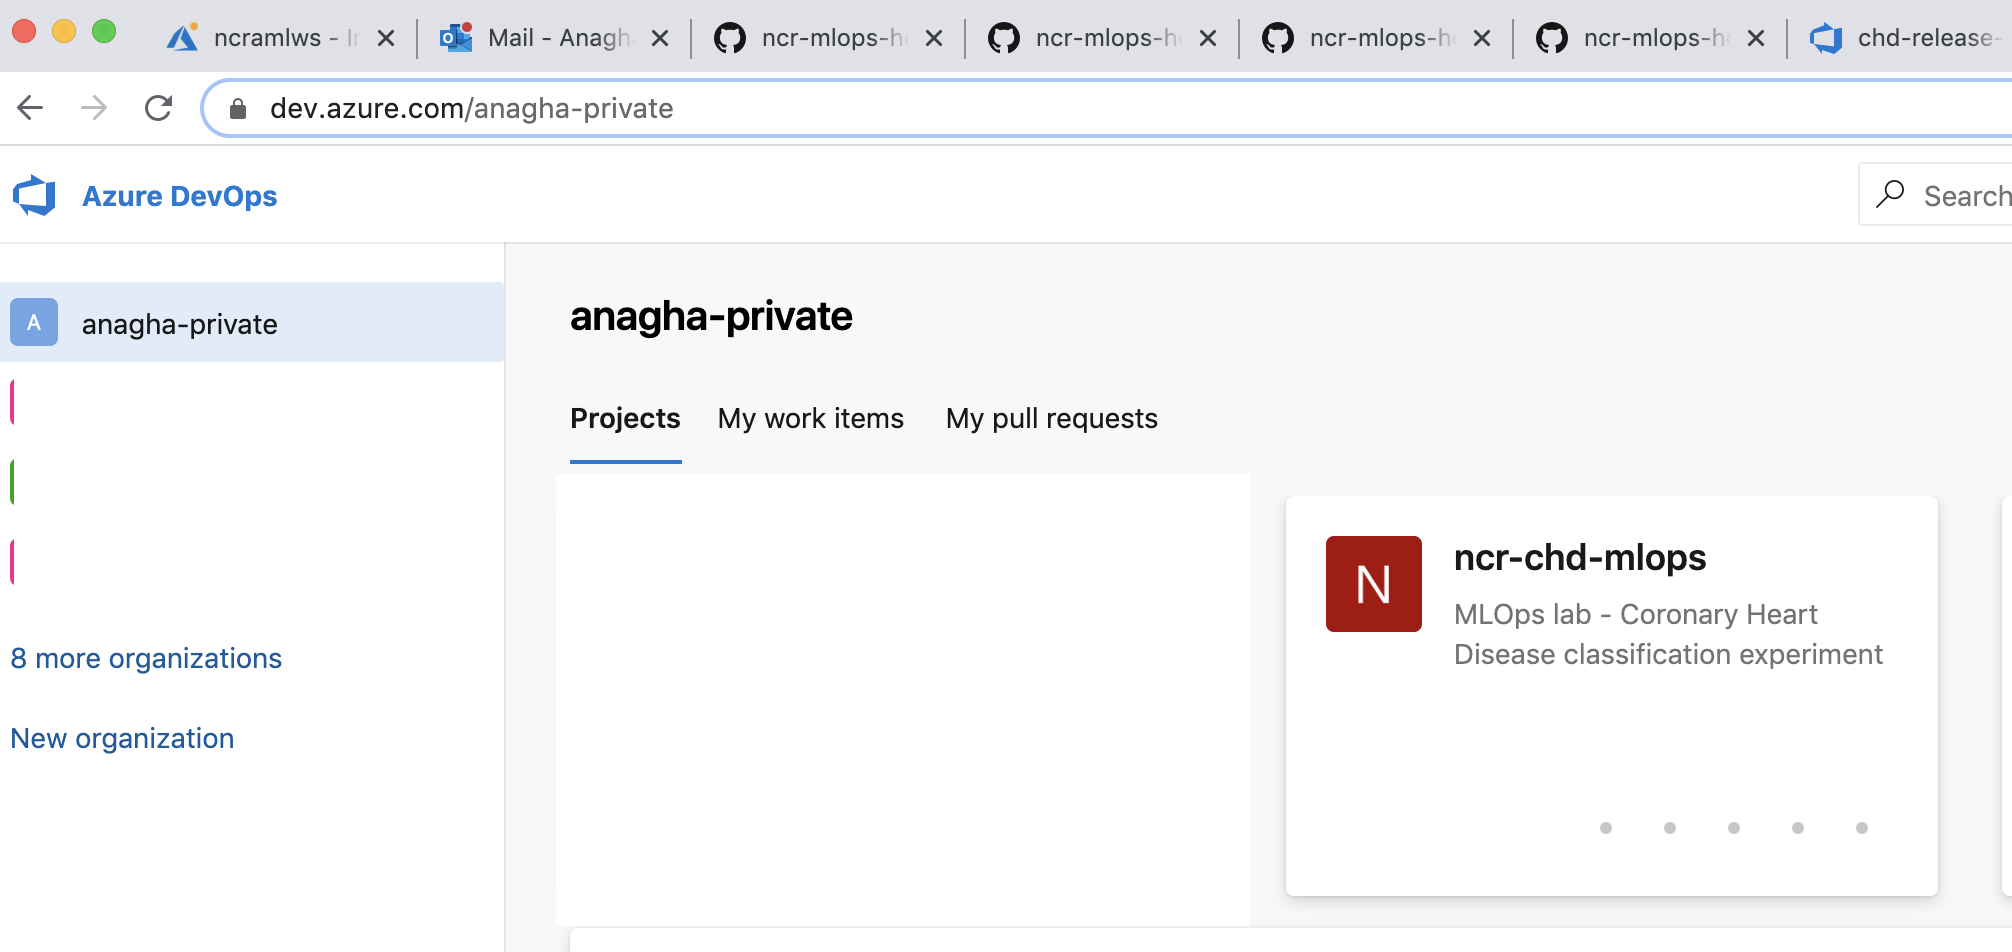 ncramlws - I
Mail - Anagha
ncr-mlops-h
ncr-mlops-h
ncr-mlops-h
ncr-mlops-h
chd-release-
dev.azure.com/anagha-private
Azure DevOps
Search
A
anagha-private
8 more organizations
New organization
anagha-private
Projects
My work items
My pull requests
N
ncr-chd-mlops
MLOps lab - Coronary Heart
Disease classification experiment